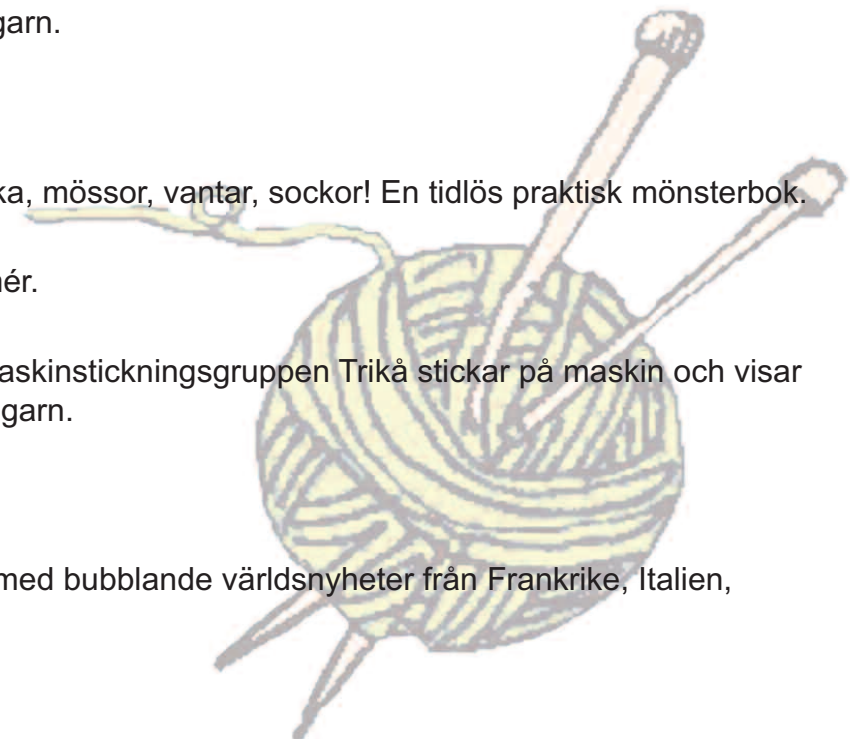 garn.
ka, mössor, vantar, sockor! En tidlös praktisk mönsterbok.
ér.
askinstickningsgruppen Trikå stickar på maskin och visar
garn.
med bubblande världsnyheter från Frankrike, Italien,